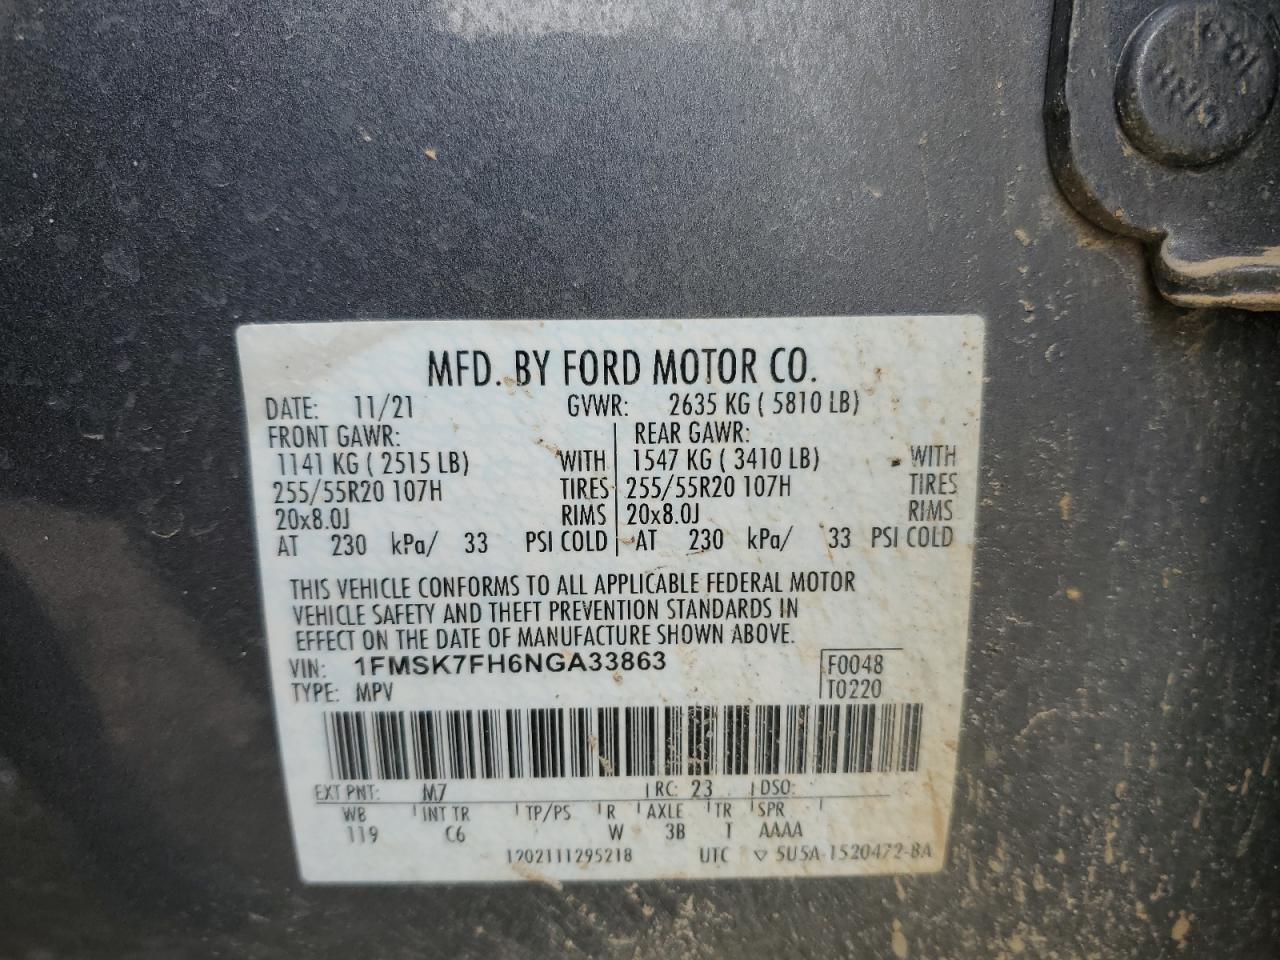 MFD. BY FORD MOTOR CO.
DATE: 11/21 GVWR: 2635 KG ( 5810 LB)
FRONT GAWR: REAR GAWR:
1141 KG ( 2515 LB) WITH 1547 KG ( 3410 LB) WITH
255/55R20 107H TIRES 255/55R20 107H TIRES
20x8.0J RIMS 20x8.0J RIMS
AT 230 kPa/ 33 PSI COLD AT 230 kPa/ 33 PSI COLD
THIS VEHICLE CONFORMS TO ALL APPLICABLE FEDERAL MOTOR
VEHICLE SAFETY AND THEFT PREVENTION STANDARDS IN
EFFECT ON THE DATE OF MANUFACTURE SHOWN ABOVE.
VIN: 1FMSK7FH6NGA33863 F0048
TYPE: MPV T0220
EXT PNT: M7 RC: 23 DSO:
WB INT TR TP/PS R AXLE TR SPR
119 C6 W 3B T AAAA
1202111295218 UTC ▽ 5U5A-1520472-BA